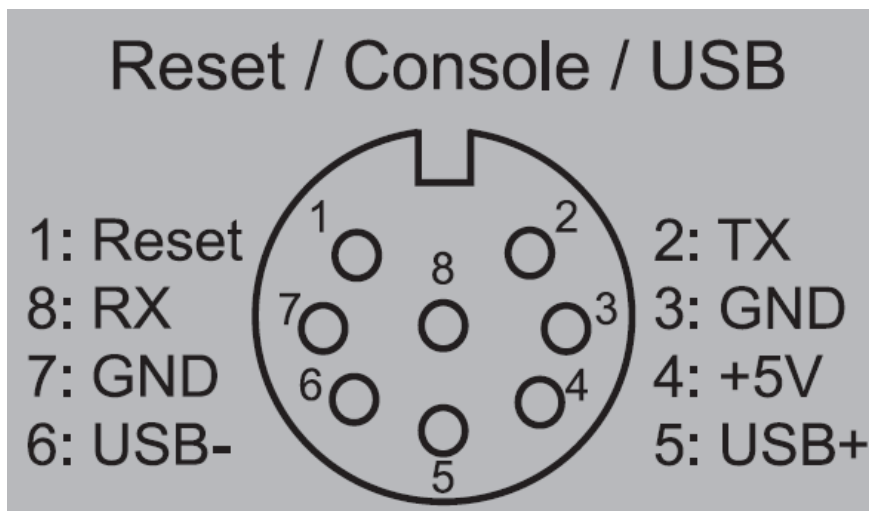 Reset / Console / USB
1: Reset
8: RX
7: GND
6: USB-
1
2
8
7
3
6
4
5
2: TX
3: GND
4: +5V
5: USB+